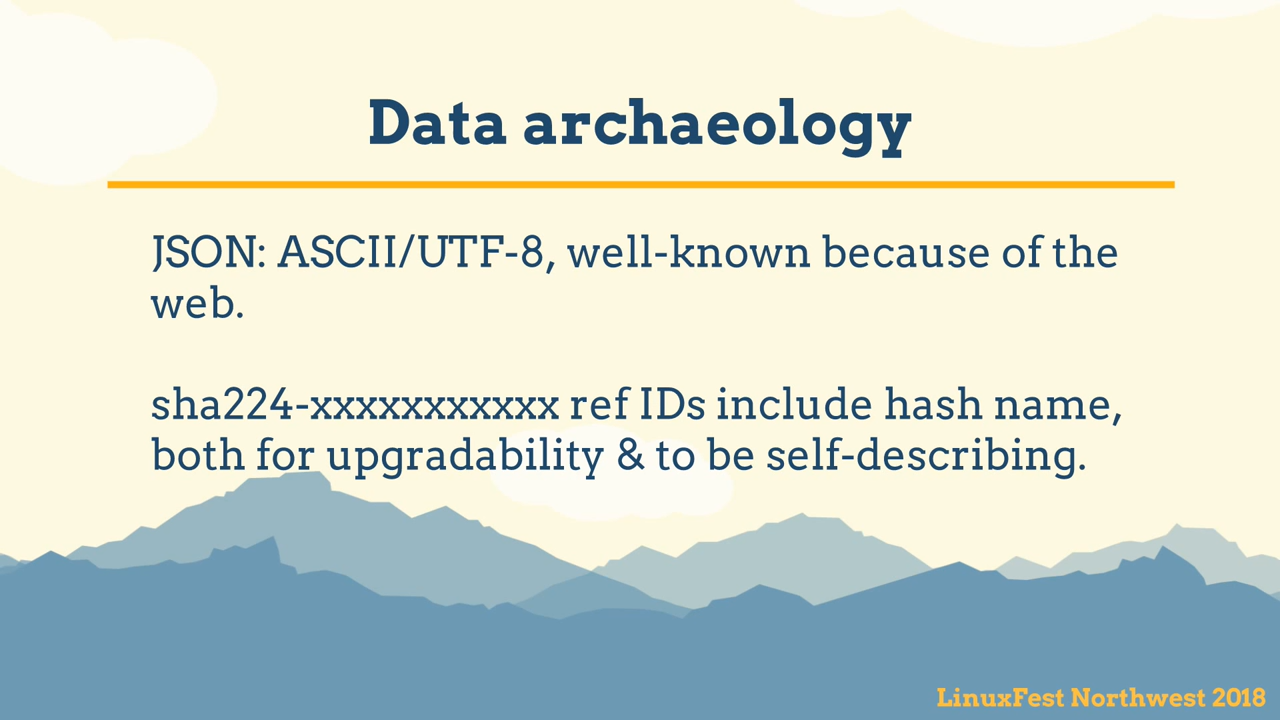 Data archaeology
JSON: ASCII/UTF-8, well-known because of the
web.
sha224-xxxxxxxxxxx ref IDs include hash name,
both for upgradability & to be self-describing.
LinuxFest Northwest 2018